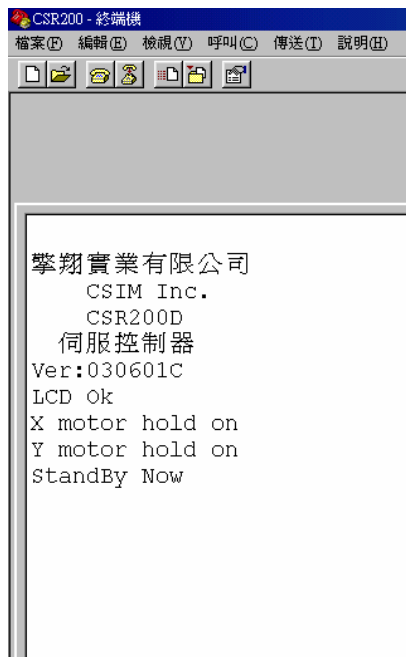 CSR200 - 終端機
檔案(F) 編輯(E) 檢視(V) 呼叫(C) 傳送(T) 說明(H)
擎翔實業有限公司
CSIM Inc.
CSR200D
伺服控制器
Ver:030601C
LCD Ok
X motor hold on
Y motor hold on
StandBy Now